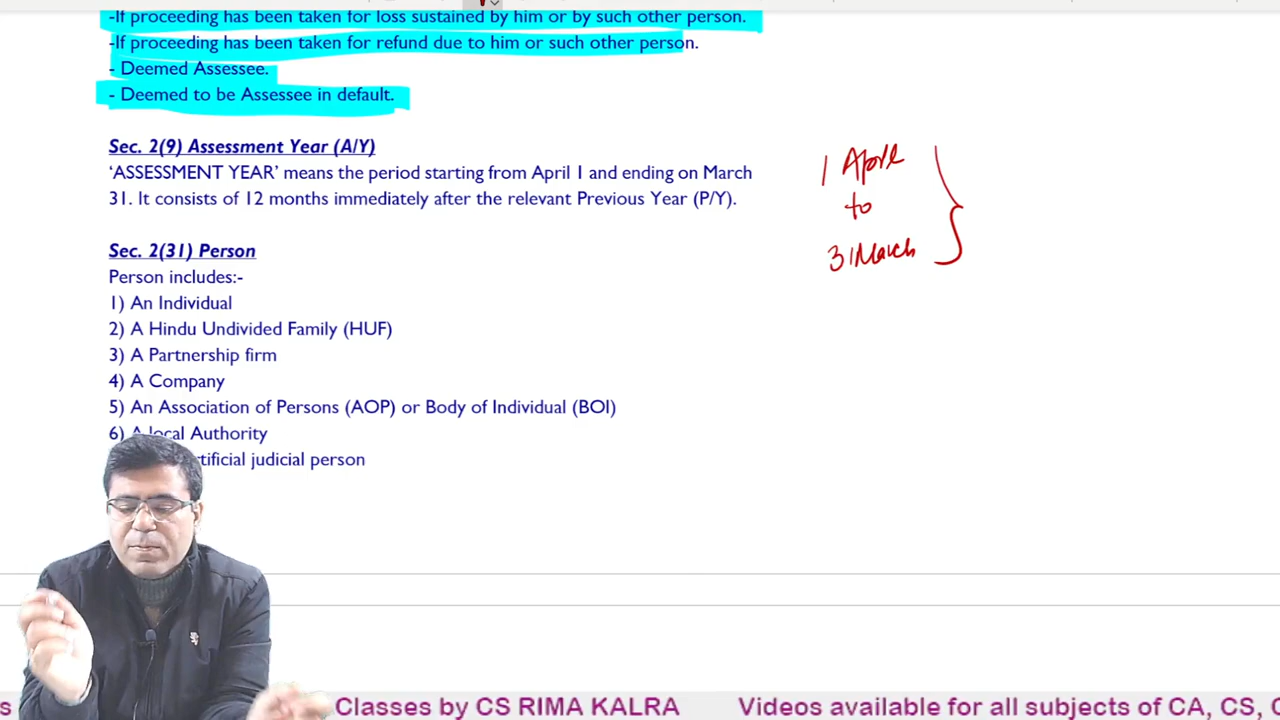 -If proceeding has been taken for loss sustained by him or by such other person.
-If proceeding has been taken for refund due to him or such other person.
- Deemed Assessee.
- Deemed to be Assessee in default.
Sec. 2(9) Assessment Year (A/Y)
‘ASSESSMENT YEAR’ means the period starting from April 1 and ending on March
31. It consists of 12 months immediately after the relevant Previous Year (P/Y).
1 April
to
31 March
Sec. 2(31) Person
Person includes:-
1) An Individual
2) A Hindu Undivided Family (HUF)
3) A Partnership firm
4) A Company
5) An Association of Persons (AOP) or Body of Individual (BOI)
6) A local Authority
judicial person
s Classes by CS RIMA KALRA Videos available for all subjects of CA, CS,